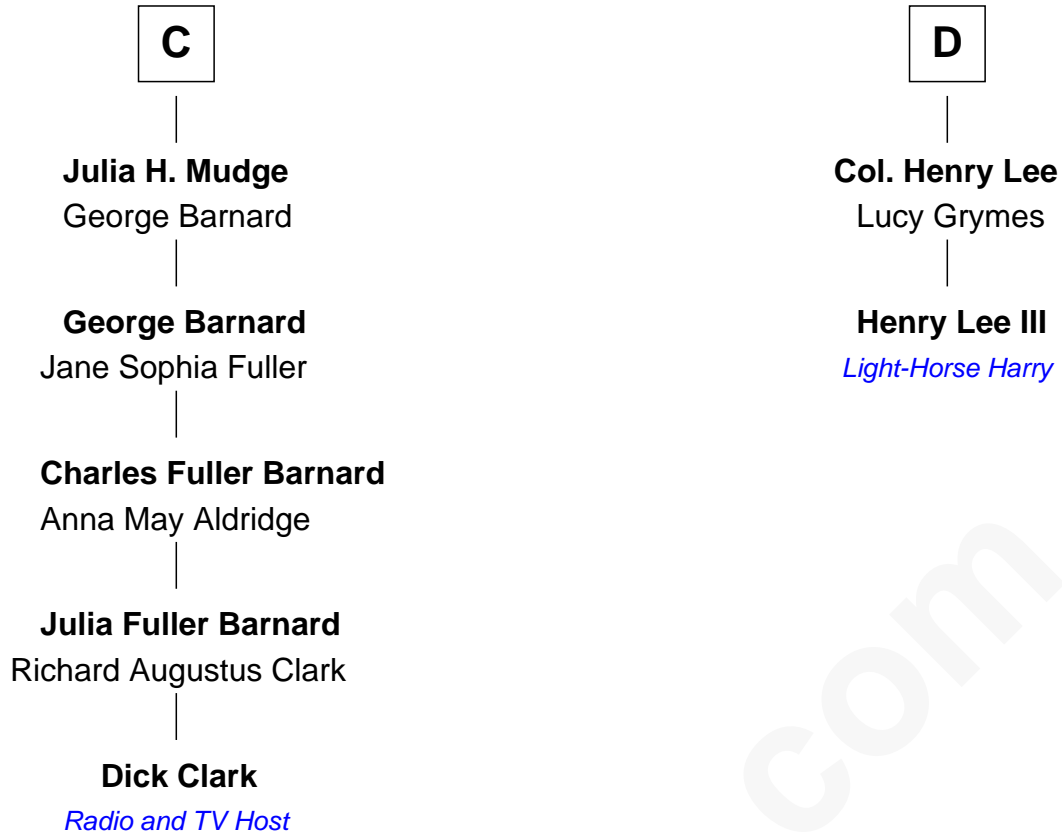 C
Julia H. Mudge
George Barnard
George Barnard
Jane Sophia Fuller
Charles Fuller Barnard
Anna May Aldridge
Julia Fuller Barnard
Richard Augustus Clark
Dick Clark
Radio and TV Host
D
Col. Henry Lee
Lucy Grymes
Henry Lee III
Light-Horse Harry
com